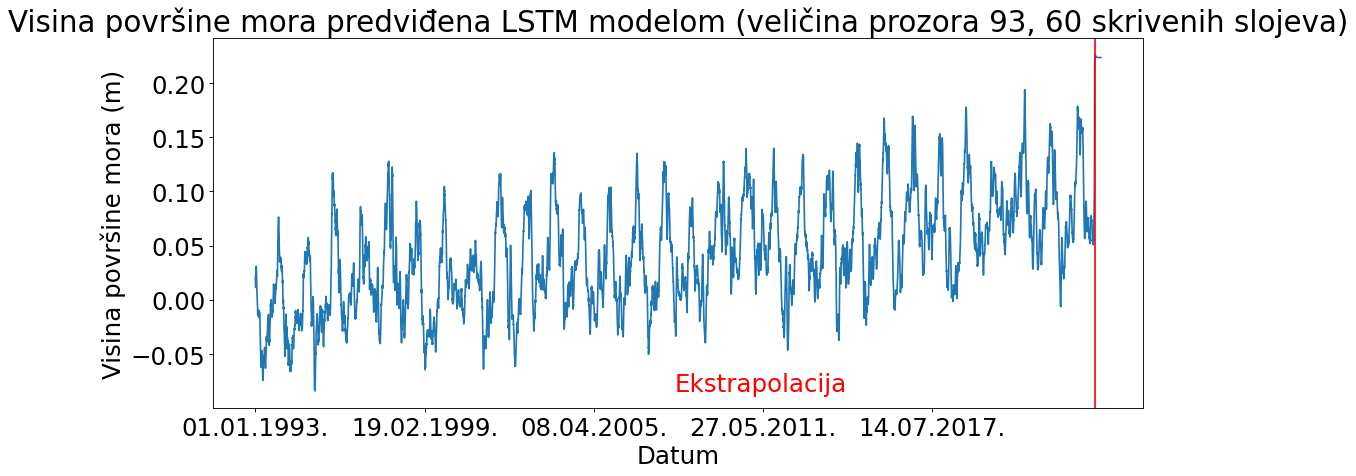 Visina površine mora predviđena LSTM modelom (veličina prozora 93, 60 skrivenih slojeva)
Visina površine mora (m)
0.20
0.15
0.10
0.05
0.00
−0.05
Ekstrapolacija
01.01.1993. 19.02.1999. 08.04.2005. 27.05.2011. 14.07.2017.
Datum